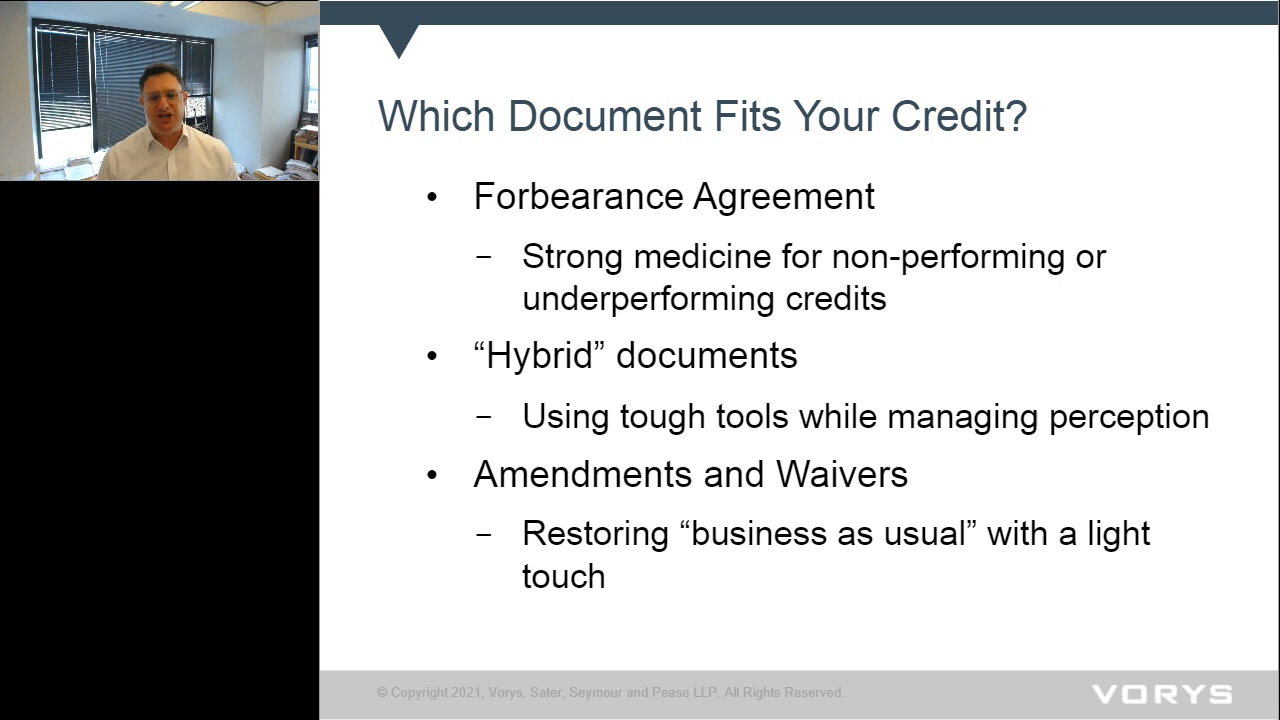 Which Document Fits Your Credit?
• Forbearance Agreement
– Strong medicine for non-performing or
underperforming credits
• “Hybrid” documents
– Using tough tools while managing perception
• Amendments and Waivers
– Restoring “business as usual” with a light
touch
© Copyright 2021, Vorys, Sater, Seymour and Pease LLP. All Rights Reserved.
VORYS